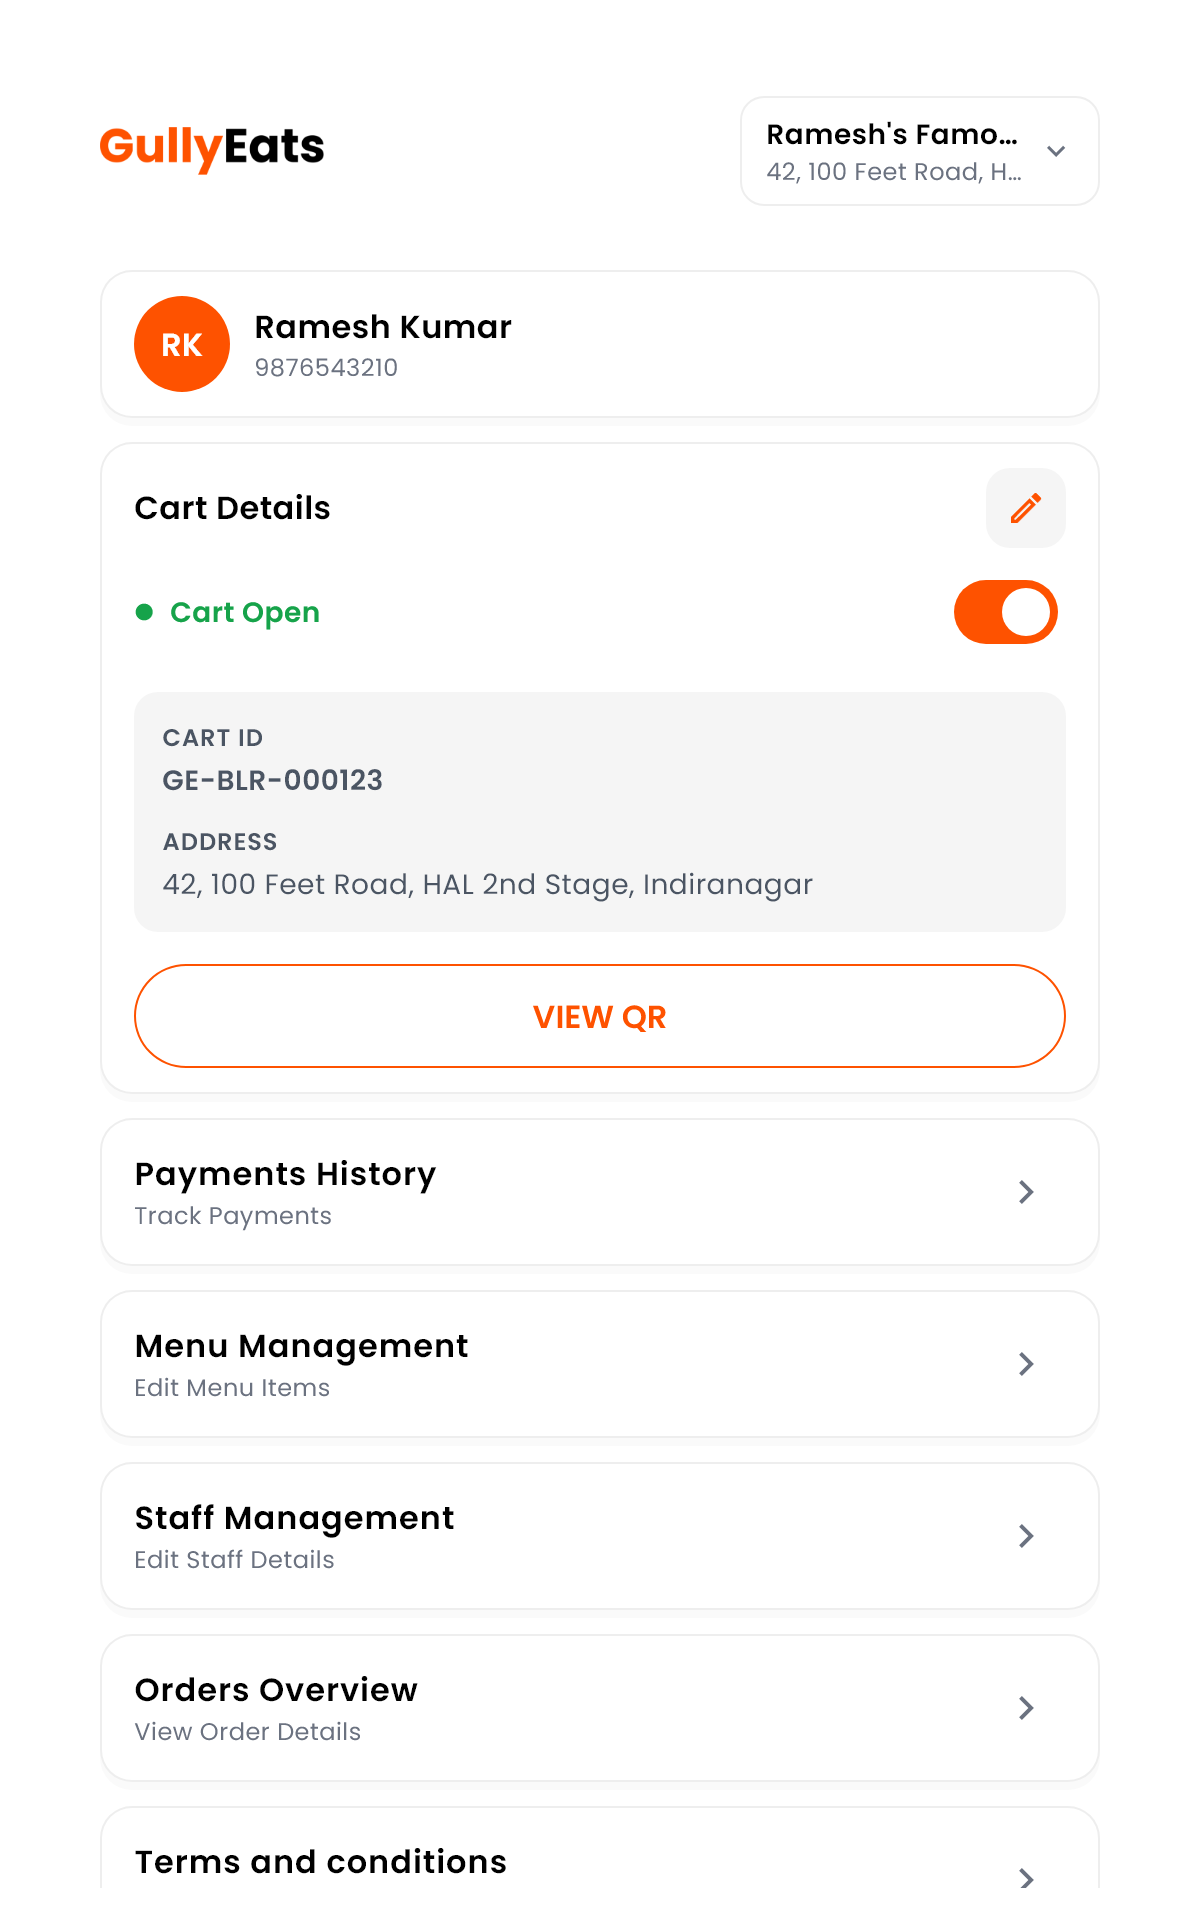 GullyEats
Ramesh's Famo...
42, 100 Feet Road, H...
RK
Ramesh Kumar
9876543210
Cart Details
Cart Open
CART ID
GE-BLR-000123
ADDRESS
42, 100 Feet Road, HAL 2nd Stage, Indiranagar
VIEW QR
Payments History
Track Payments
Menu Management
Edit Menu Items
Staff Management
Edit Staff Details
Orders Overview
View Order Details
Terms and conditions